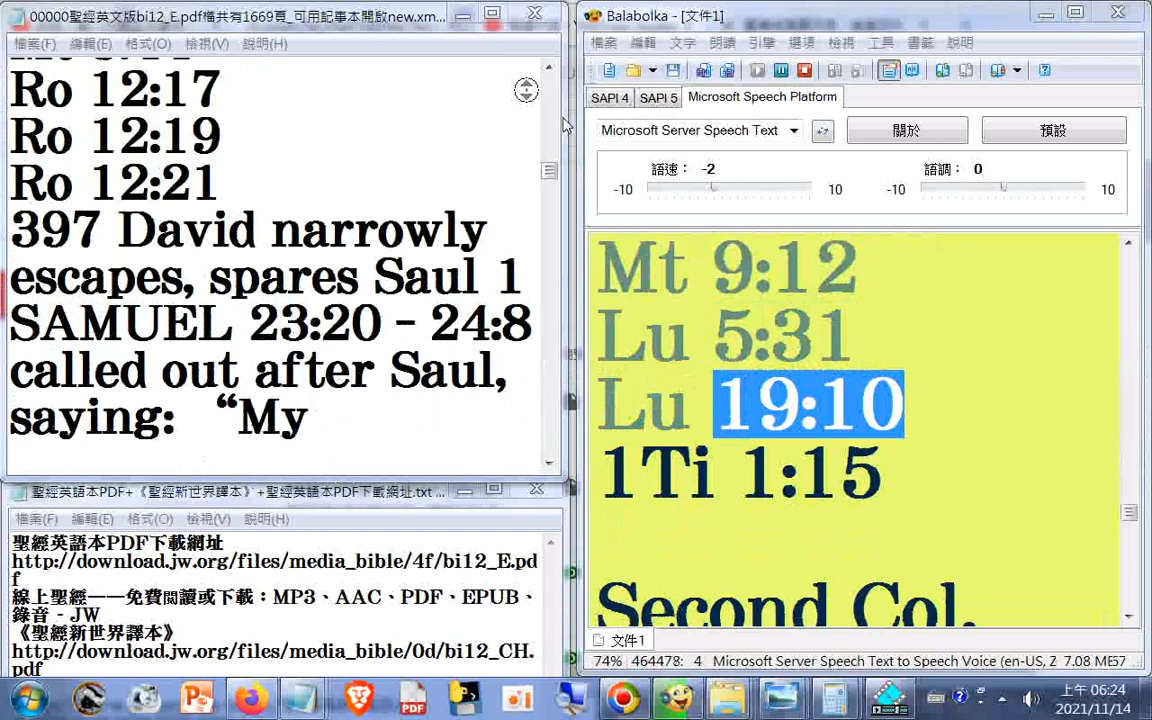 00000聖經英文版bi12_E.pdf檔共有1669頁_可用記事本開啟new.xm...
檔案(F) 編輯(E) 格式(O) 檢視(V) 說明(H)
Ro 12:17
Ro 12:19
Ro 12:21
397 David narrowly
escapes, spares Saul 1
SAMUEL 23:20 – 24:8
called out after Saul,
saying: “My
聖經英語本PDF+《聖經新世界譯本》+聖經英語本PDF下載網址.txt ...
檔案(F) 編輯(E) 格式(O) 檢視(V) 說明(H)
聖經英語本PDF下載網址
http://download.jw.org/files/media_bible/4f/bi12_E.pd
f
線上聖經——免費閱讀或下載：MP3、AAC、PDF、EPUB、
錄音 - JW
《聖經新世界譯本》
http://download.jw.org/files/media_bible/0d/bi12_CH.
pdf
Balabolka - [文件1]
檔案 編輯 文字 朗讀 引擎 選項 檢視 工具 書籤 說明
SAPI 4 SAPI 5 Microsoft Speech Platform
Microsoft Server Speech Text 關於 預設
語速： -2 語調： 0
-10 10 -10 10
Mt 9:12
Lu 5:31
Lu 19:10
1Ti 1:15
Second Col.
文件1
74% 464478: 4 Microsoft Server Speech Text to Speech Voice (en-US, Z 7.08 ME57
上午 06:24
2021/11/14